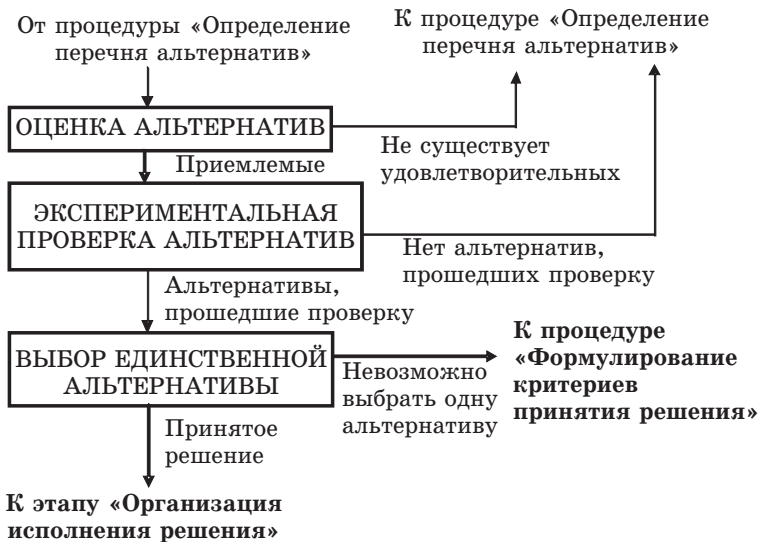 От процедуры «Определение
перечня альтернатив»
К процедуре «Определение
перечня альтернатив»
ОЦЕНКА АЛЬТЕРНАТИВ
Не существует
удовлетворительных
Приемлемые
ЭКСПЕРИМЕНТАЛЬНАЯ
ПРОВЕРКА АЛЬТЕРНАТИВ
Нет альтернатив,
прошедших проверку
Альтернативы,
прошедшие проверку
ВЫБОР ЕДИНСТВЕННОЙ
АЛЬТЕРНАТИВЫ
Невозможно
выбрать одну
альтернативу
К процедуре
«Формулирование
критериев
принятия решения»
Принятое
решение
К этапу «Организация
исполнения решения»